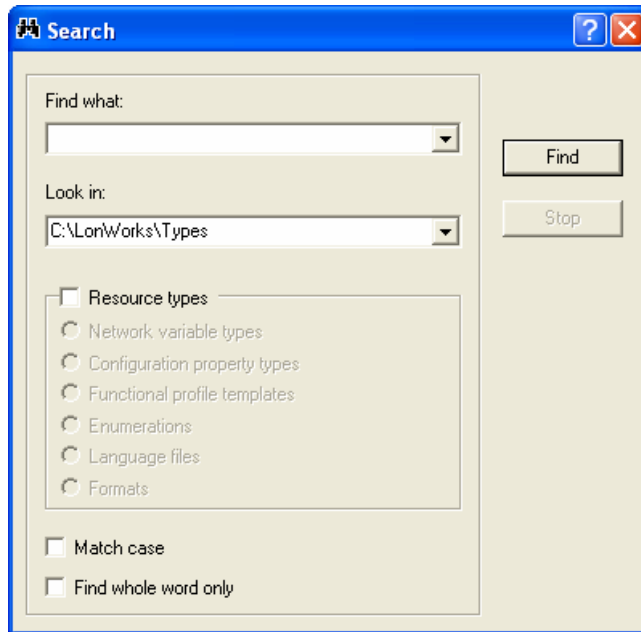 Search
Find what:
Find
Look in:
C:\LonWorks\Types
Stop
Resource types
Network variable types
Configuration property types
Functional profile templates
Enumerations
Language files
Formats
Match case
Find whole word only